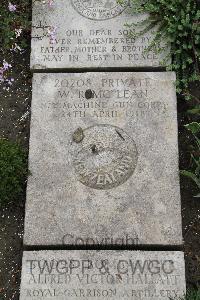 OUR DEAR SON
EVER REMEMBERED BY
FATHER, MOTHER & BROTHERS
MAY HE REST IN PEACE
20208 PRIVATE
W. R. MCLEAN
N.Z. MACHINE GUN CORPS
24TH APRIL 1918
NEW ZEALAND
Copyright
TWGPP & CWGC
ALFRED VICTOR HALLATT
ROYAL GARRISON ARTILLERY